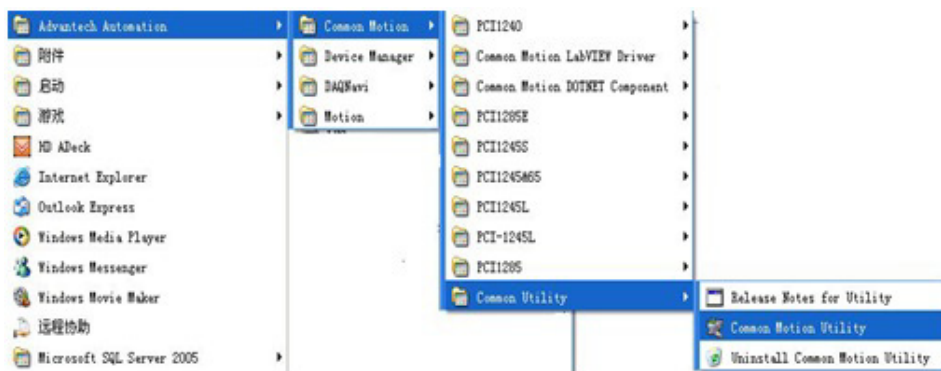 Advantech Automation
附件
启动
游戏
HD ADeck
Internet Explorer
Outlook Express
Windows Media Player
Windows Messenger
Windows Movie Maker
远程协助
Microsoft SQL Server 2005
Common Motion
Device Manager
DAQNavi
Motion
PCI1240
Common Motion LabVIEW Driver
Common Motion DOTNET Component
PCI1285E
PCI1245S
PCI1245&65
PCI1245L
PCI-1245L
PCI1285
Common Utility
Release Notes for Utility
Common Motion Utility
Uninstall Common Motion Utility